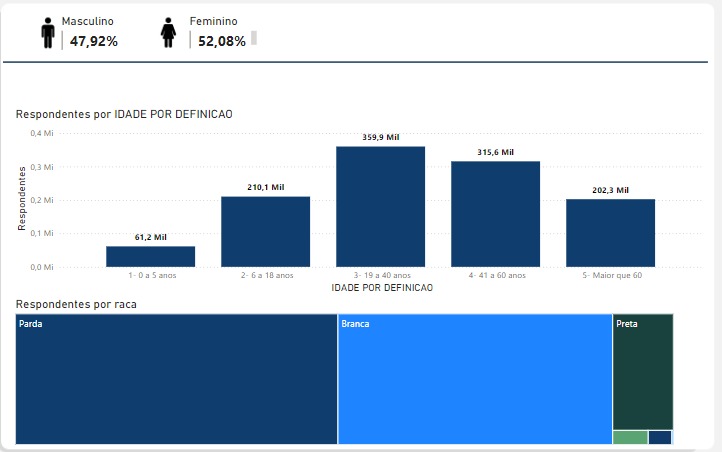 Masculino
47,92%
Feminino
52,08%
Respondentes por IDADE POR DEFINICAO
Respondentes
0,4 Mi
0,3 Mi
0,2 Mi
0,1 Mi
0,0 Mi
61,2 Mil
210,1 Mil
359,9 Mil
315,6 Mil
202,3 Mil
1- 0 a 5 anos
2- 6 a 18 anos
3- 19 a 40 anos
4- 41 a 60 anos
5- Maior que 60
IDADE POR DEFINICAO
Respondentes por raca
Parda
Branca
Preta